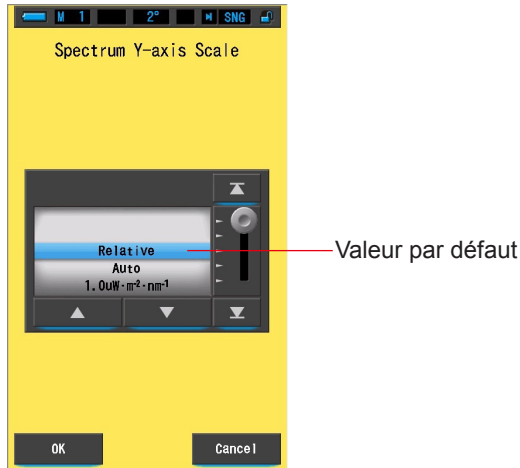 M 1 2° SNG
Spectrum Y-axis Scale
Relative
Valeur par défaut
Auto
1.0uW·m⁻²·nm⁻¹
OK Cancel